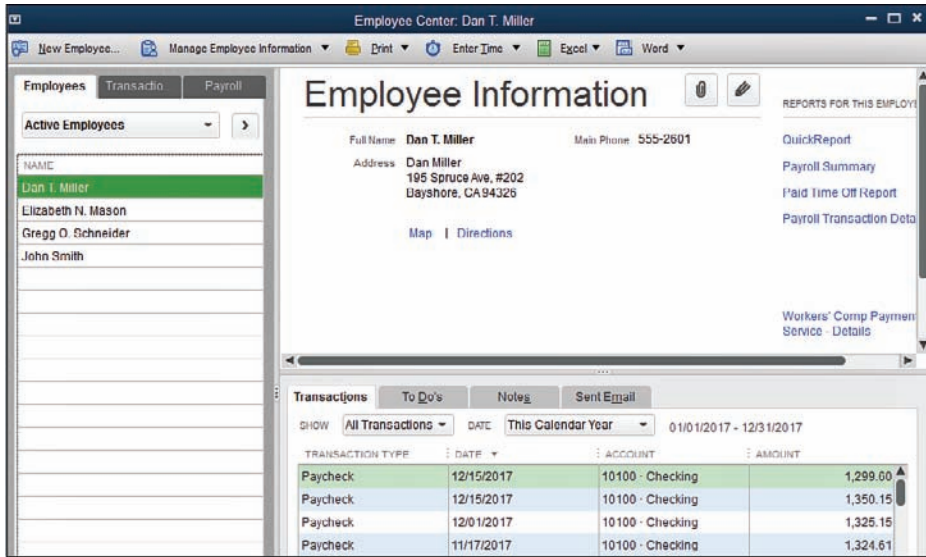 Employee Center: Dan T. Miller
New Employee... Manage Employee Information Print Enter Time Excel Word
Employees Transactio Payroll
Active Employees
NAME
Dan T. Miller
Elizabeth N. Mason
Gregg O. Schneider
John Smith
Employee Information
Full Name Dan T. Miller Main Phone 555-2601
Address Dan Miller
195 Spruce Ave, #202
Bayshore, CA 94326
Map | Directions
REPORTS FOR THIS EMPLOYE
QuickReport
Payroll Summary
Paid Time Off Report
Payroll Transaction Deta
Workers' Comp Paymen
Service - Details
Transactions To Do's Notes Sent Email
SHOW All Transactions DATE This Calendar Year 01/01/2017 - 12/31/2017
TRANSACTION TYPE DATE ACCOUNT AMOUNT
Paycheck 12/15/2017 10100 · Checking 1,299.60
Paycheck 12/15/2017 10100 · Checking 1,350.15
Paycheck 12/01/2017 10100 · Checking 1,325.15
Paycheck 11/17/2017 10100 · Checking 1,324.61